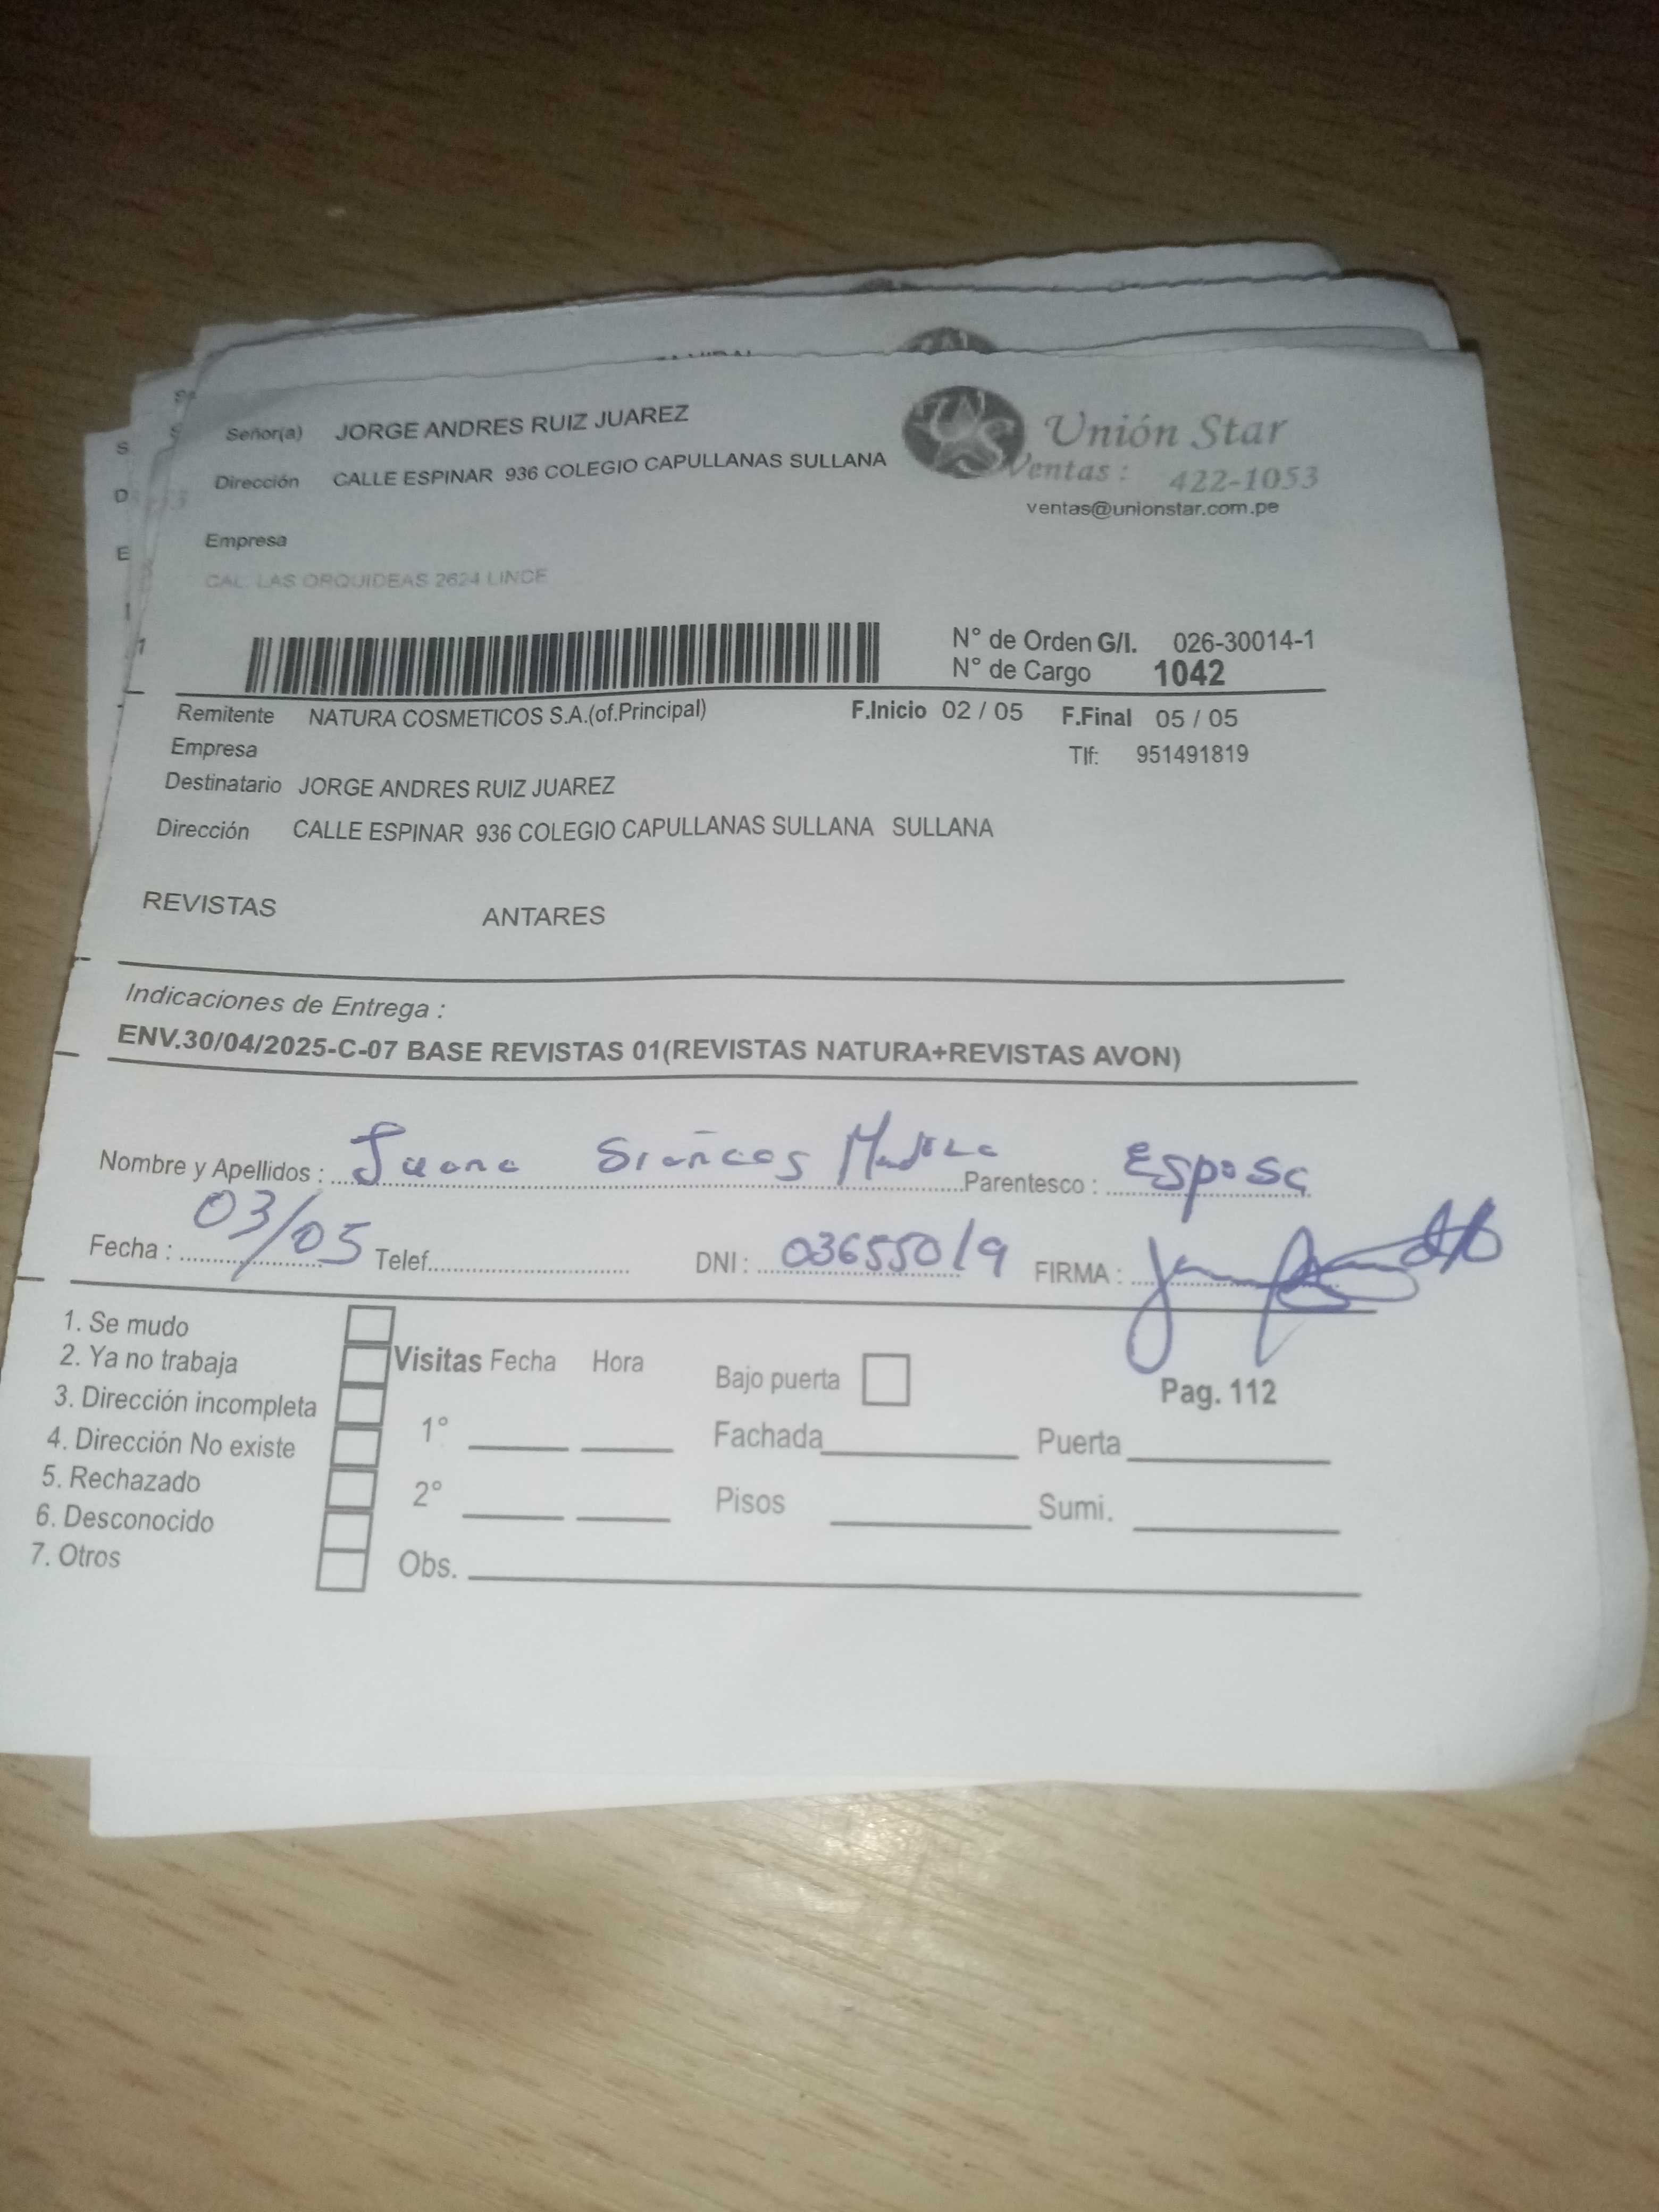 Señor(a) JORGE ANDRES RUIZ JUAREZ
Dirección CALLE ESPINAR 936 COLEGIO CAPULLANAS SULLANA
Unión Star
Ventas : 422-1053
ventas@unionstar.com.pe
Empresa
CAL. LAS ORQUIDEAS 2624 LINCE
N° de Orden G/I. 026-30014-1
N° de Cargo 1042
Remitente NATURA COSMETICOS S.A.(of.Principal) F.Inicio 02 / 05 F.Final 05 / 05
Empresa Tlf: 951491819
Destinatario JORGE ANDRES RUIZ JUAREZ
Dirección CALLE ESPINAR 936 COLEGIO CAPULLANAS SULLANA SULLANA
REVISTAS ANTARES
Indicaciones de Entrega :
ENV.30/04/2025-C-07 BASE REVISTAS 01(REVISTAS NATURA+REVISTAS AVON)
Nombre y Apellidos : Juana Parentesco : Esposa
Fecha : 03/05 Telef. DNI : 03655019 FIRMA :
1. Se mudo
2. Ya no trabaja
3. Dirección incompleta
4. Dirección No existe
5. Rechazado
6. Desconocido
7. Otros
Visitas Fecha Hora
1°
2°
Obs.
Bajo puerta
Pag. 112
Fachada Puerta
Pisos Sumi.